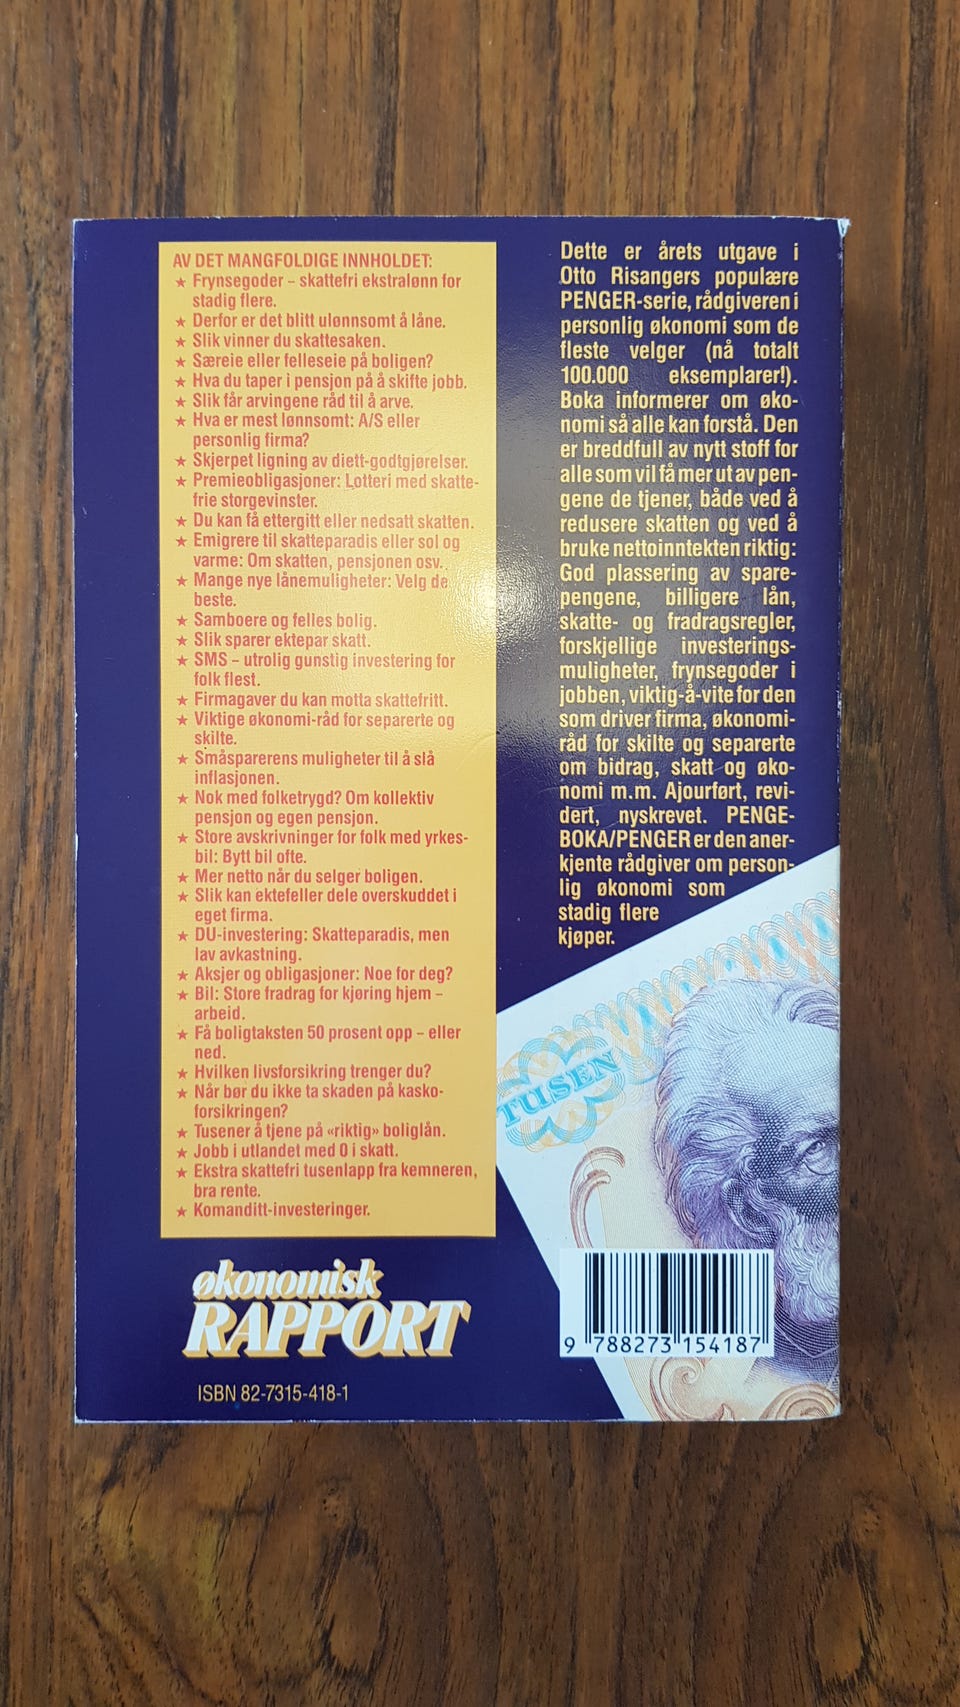 AV DET MANGFOLDIGE INNHOLDET:
★ Frynsegoder – skattefri ekstralønn for
stadig flere.
★ Derfor er det blitt ulønnsomt å låne.
★ Slik vinner du skattesaken.
★ Særeie eller felleseie på boligen?
★ Hva du taper i pensjon på å skifte jobb.
★ Slik får arvingene råd til å arve.
★ Hva er mest lønnsomt: A/S eller
personlig firma?
★ Skjerpet ligning av diett-godtgjørelser.
★ Premieobligasjoner: Lotteri med skatte-
frie storgevinster.
★ Du kan få ettergitt eller nedsatt skatten.
★ Emigrere til skatteparadis eller sol og
varme: Om skatten, pensjonen osv.
★ Mange nye lånemuligheter: Velg de
beste.
★ Samboere og felles bolig.
★ Slik sparer ektepar skatt.
★ SMS – utrolig gunstig investering for
folk flest.
★ Firmagaver du kan motta skattefritt.
★ Viktige økonomi-råd for separerte og
skilte.
★ Småsparerens muligheter til å slå
inflasjonen.
★ Nok med folketrygd? Om kollektiv
pensjon og egen pensjon.
★ Store avskrivninger for folk med yrkes-
bil: Bytt bil ofte.
★ Mer netto når du selger boligen.
★ Slik kan ektefeller dele overskuddet i
eget firma.
★ DU-investering: Skatteparadis, men
lav avkastning.
★ Aksjer og obligasjoner: Noe for deg?
★ Bil: Store fradrag for kjøring hjem –
arbeid.
★ Få boligtaksten 50 prosent opp – eller
ned.
★ Hvilken livsforsikring trenger du?
★ Når bør du ikke ta skaden på kasko-
forsikringen?
★ Tusener å tjene på «riktig» boliglån.
★ Jobb i utlandet med 0 i skatt.
★ Ekstra skattefri tusenlapp fra kemneren,
bra rente.
★ Komanditt-investeringer.
økonomisk
RAPPORT
ISBN 82-7315-418-1
Dette er årets utgave i
Otto Risangers populære
PENGER-serie, rådgiveren i
personlig økonomi som de
fleste velger (nå totalt
100.000 eksemplarer!).
Boka informerer om øko-
nomi så alle kan forstå. Den
er breddfull av nytt stoff for
alle som vil få mer ut av pen-
gene de tjener, både ved å
redusere skatten og ved å
bruke nettoinntekten riktig:
God plassering av spare-
pengene, billigere lån,
skatte- og fradragsregler,
forskjellige investerings-
muligheter, frynsegoder i
jobben, viktig-å-vite for den
som driver firma, økonomi-
råd for skilte og separerte
om bidrag, skatt og øko-
nomi m.m. Ajourført, revi-
dert, nyskrevet. PENGE-
BOKA/PENGER er den aner-
kjente rådgiver om person-
lig økonomi som
stadig flere
kjøper.
TUSEN
9 788273 154187